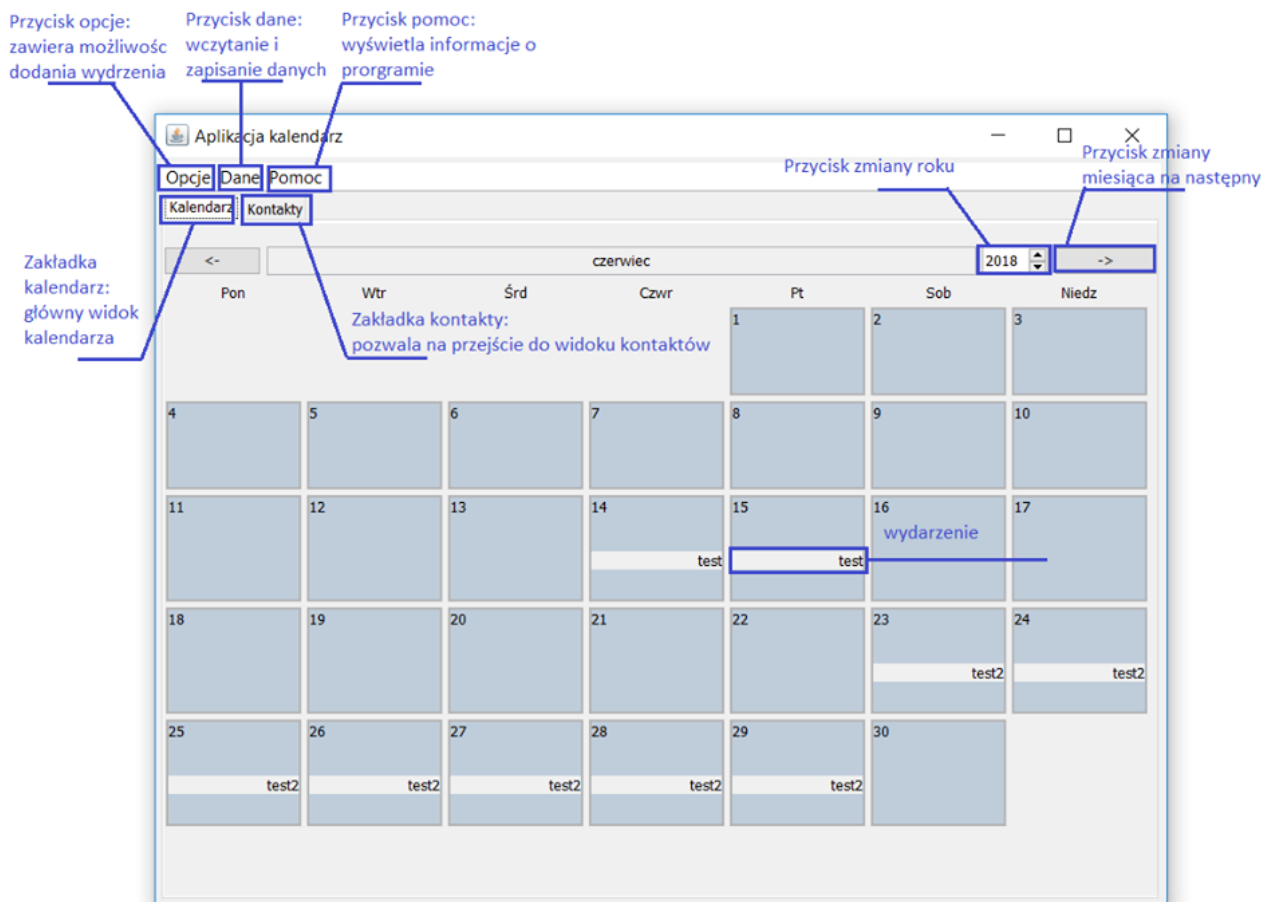 Przycisk opcje:
zawiera możliwośc
dodania wydrzenia
Przycisk dane:
wczytanie i
zapisanie danych
Przycisk pomoc:
wyświetla informacje o
prorgramie
Aplikacja kalendarz
Opcje Dane Pomoc
Przycisk zmiany roku
Przycisk zmiany
miesiąca na następny
Kalendarz Kontakty
Zakładka
kalendarz:
główny widok
kalendarza
<- czerwiec 2018 ->
Pon Wtr Śrd Czwr Pt Sob Niedz
Zakładka kontakty:
pozwala na przejście do widoku kontaktów
1 2 3
4 5 6 7 8 9 10
11 12 13 14 15 16 17
wydarzenie
test test
18 19 20 21 22 23 24
test2 test2
25 26 27 28 29 30
test2 test2 test2 test2 test2